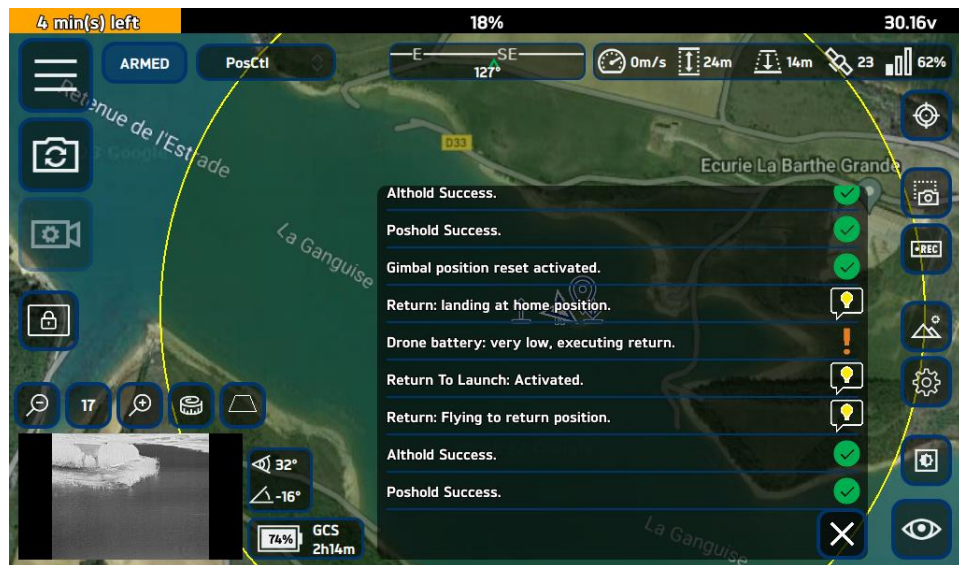 4 min(s) left
18%
30.16v
ARMED
PosCtl
E
SE
127°
0m/s
24m
14m
23
62%
Retenue de l'Estrade
Google
D33
Ecurie La Barthe Grande
La Ganguise
Althold Success.
Poshold Success.
Gimbal position reset activated.
Return: landing at home position.
Drone battery: very low, executing return.
Return To Launch: Activated.
Return: Flying to return position.
Althold Success.
Poshold Success.
REC
17
32°
-16°
74%
GCS
2h14m
La Ganguise